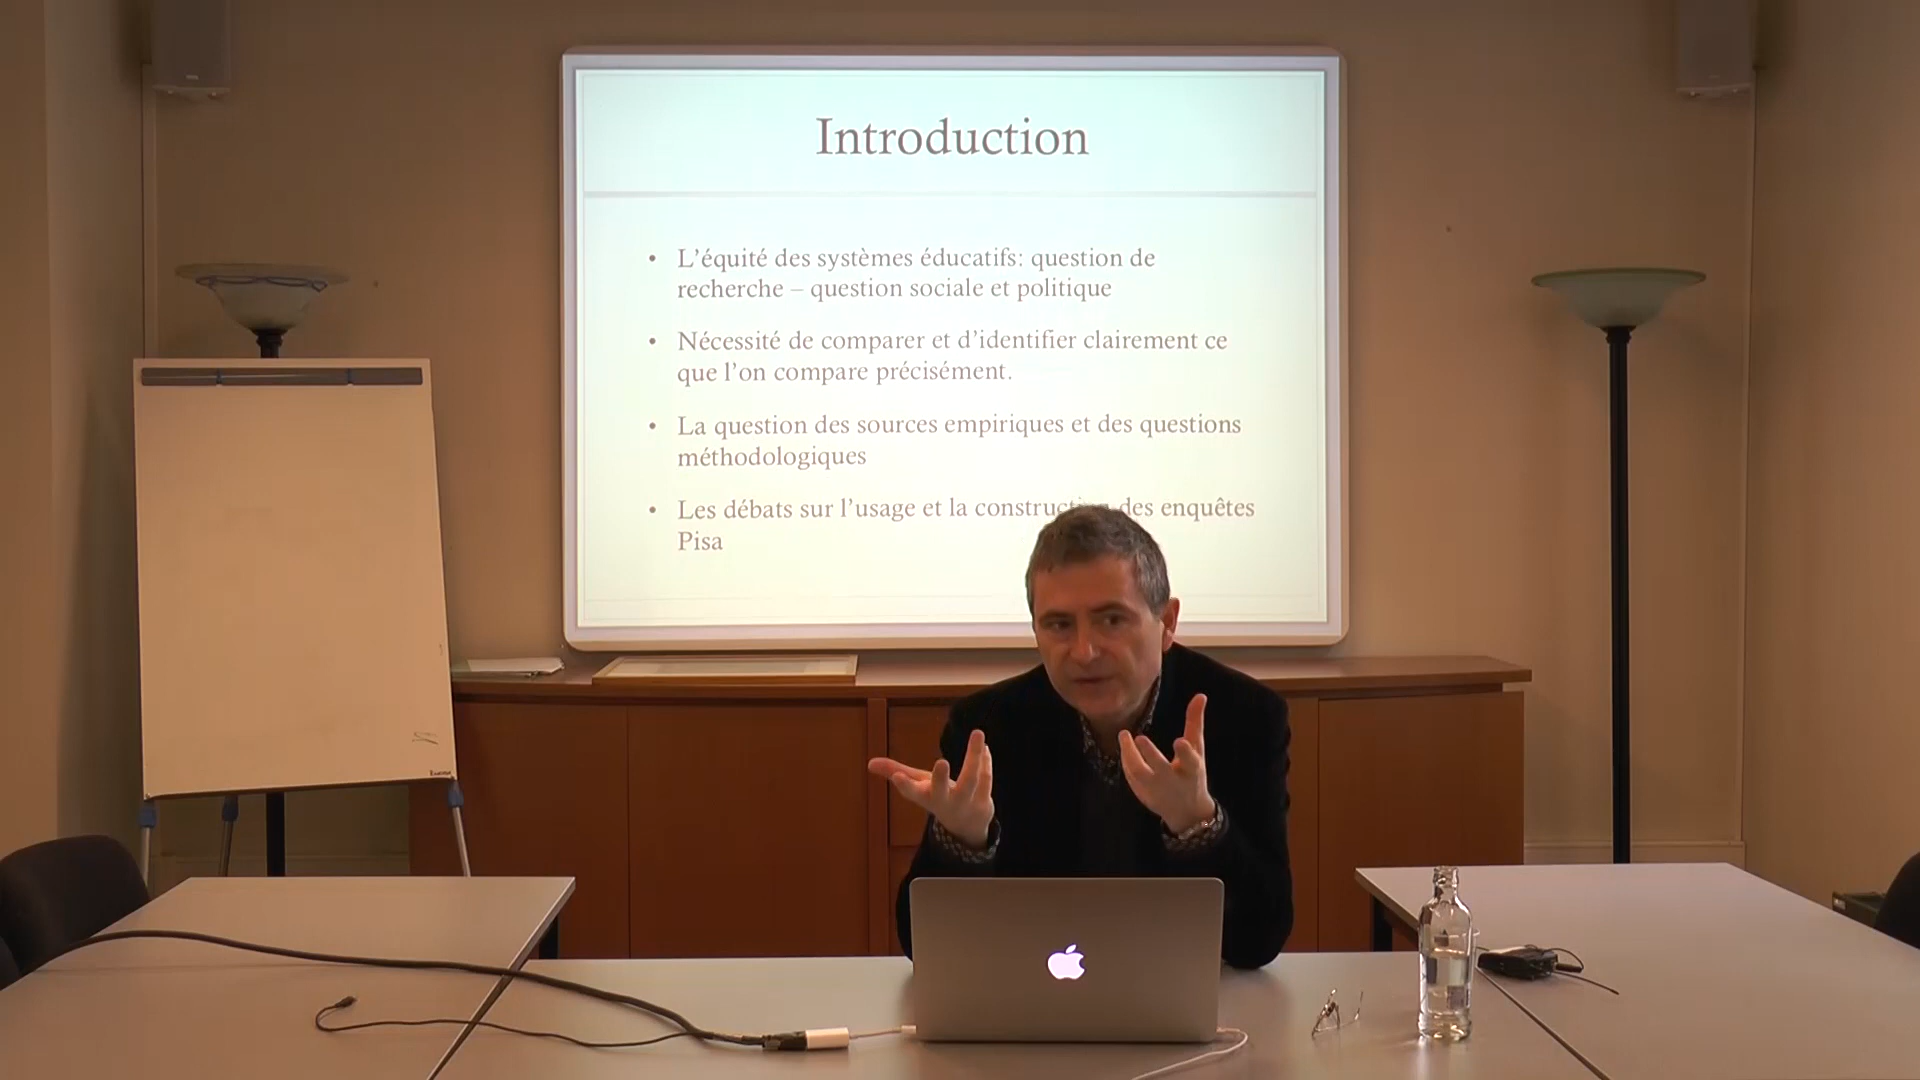 Introduction
• L’équité des systèmes éducatifs: question de
recherche – question sociale et politique
• Nécessité de comparer et d’identifier clairement ce
que l’on compare précisément.
• La question des sources empiriques et des questions
méthodologiques
• Les débats sur l’usage et la construction des enquêtes
Pisa